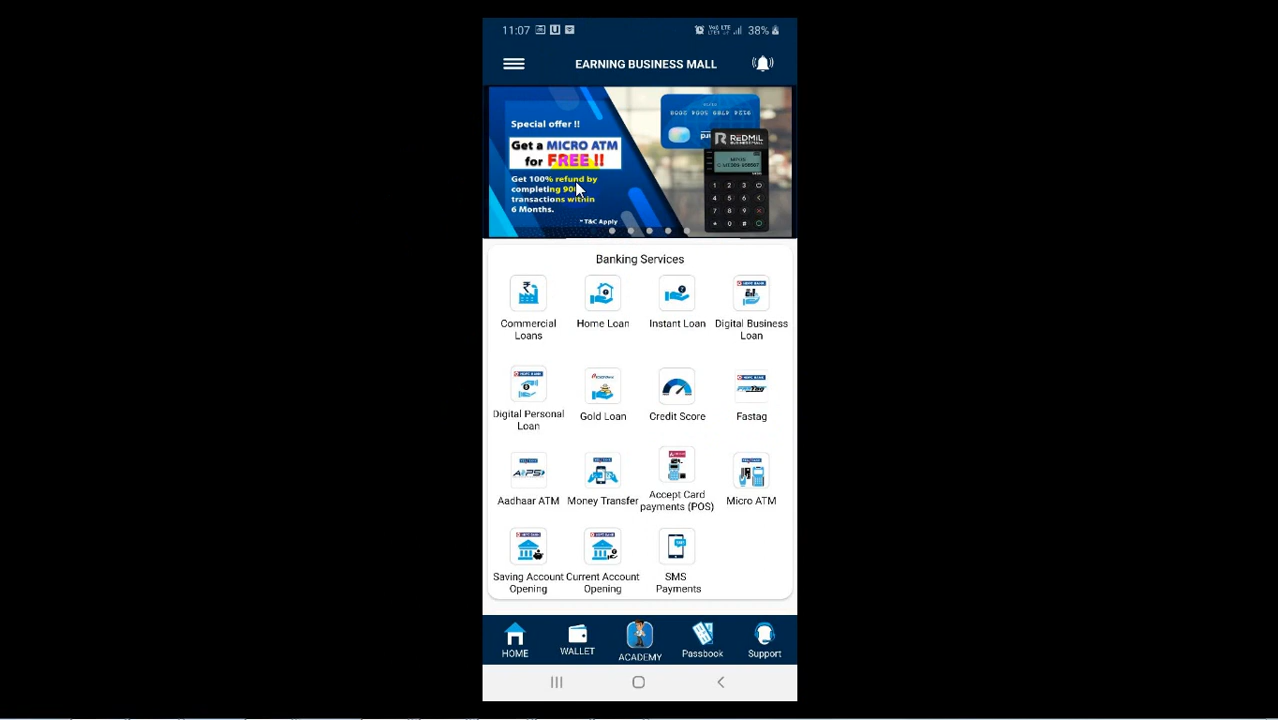 11:07
38%
EARNING BUSINESS MALL
Special offer !!
Get a MICRO ATM
for FREE !!
Get 100% refund by
completing
transactions within
6 Months.
* T&C Apply
REDMIL
BUSINESS MALL
Banking Services
Commercial Loans
Home Loan
Instant Loan
Digital Business Loan
Digital Personal Loan
Gold Loan
Credit Score
Fastag
Aadhaar ATM
Money Transfer
Accept Card payments (POS)
Micro ATM
Saving Account Opening
Current Account Opening
SMS Payments
HOME
WALLET
ACADEMY
Passbook
Support